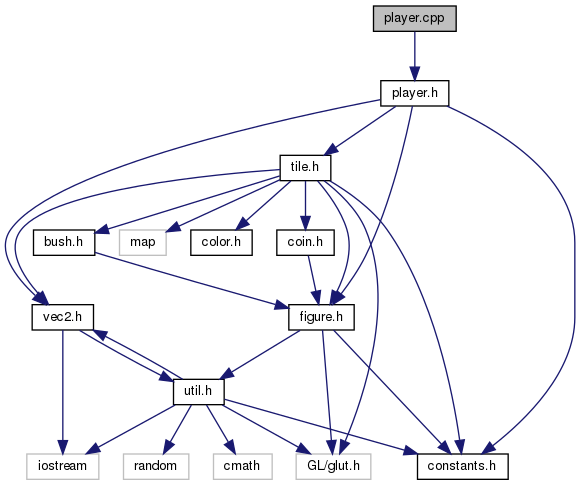 player.cpp
player.h
tile.h
bush.h
map
color.h
coin.h
vec2.h
figure.h
util.h
iostream
random
cmath
GL/glut.h
constants.h